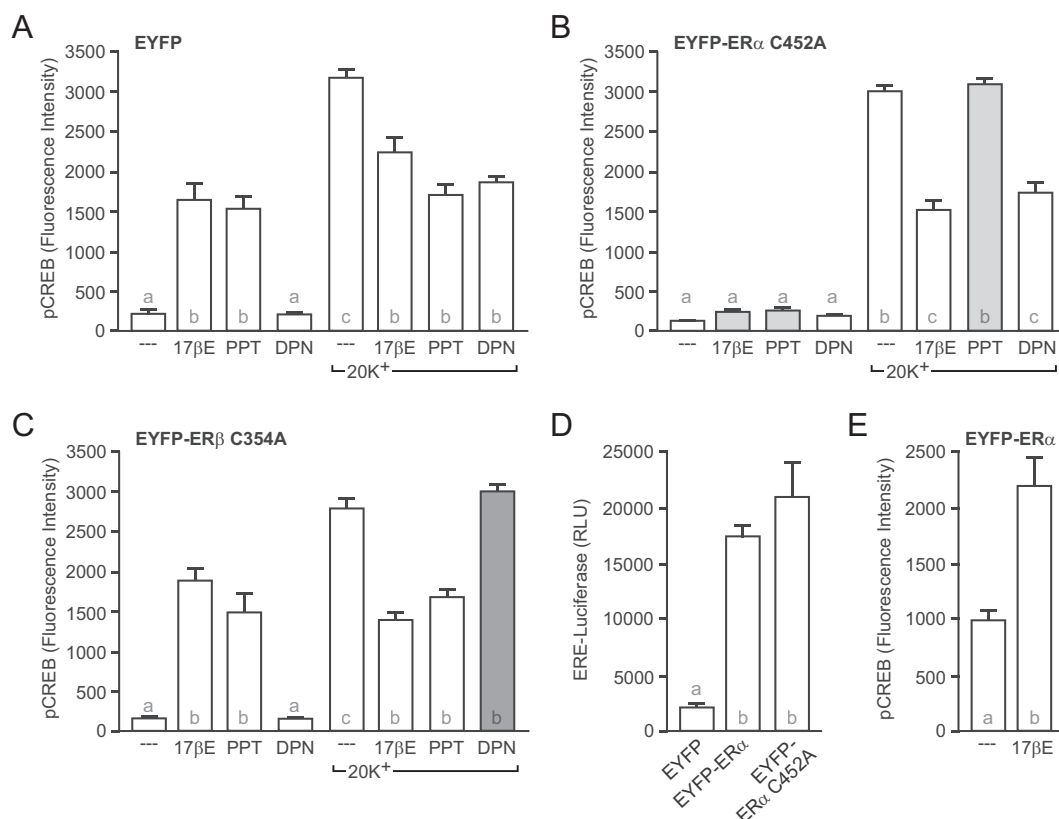 A
EYFP
pCREB (Fluorescence Intensity)
3500
3000
2500
2000
1500
1000
500
0
a
b
b
a
c
b
b
b
--- 17βE PPT DPN --- 17βE PPT DPN
20K+
B
EYFP-ERα C452A
pCREB (Fluorescence Intensity)
3500
3000
2500
2000
1500
1000
500
0
a
a
a
a
b
c
b
c
--- 17βE PPT DPN --- 17βE PPT DPN
20K+
C
EYFP-ERβ C354A
pCREB (Fluorescence Intensity)
3500
3000
2500
2000
1500
1000
500
0
a
b
b
a
c
b
b
b
--- 17βE PPT DPN --- 17βE PPT DPN
20K+
D
ERE-Luciferase (RLU)
25000
20000
15000
10000
5000
0
a
b
b
EYFP
EYFP-ERα
EYFP-
ERα C452A
E
EYFP-ERα
pCREB (Fluorescence Intensity)
2500
2000
1500
1000
500
0
a
b
--- 17βE